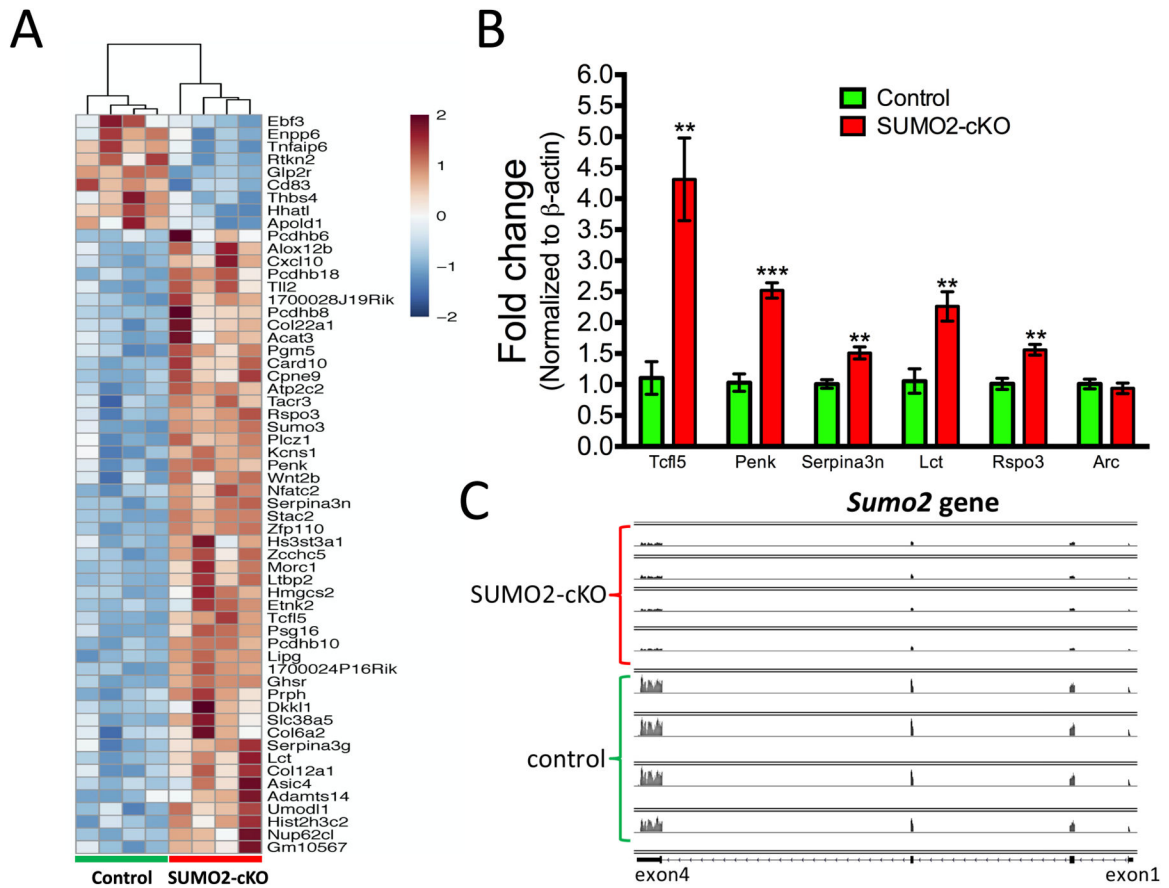 A
2
1
0
−1
−2
Ebf3
Enpp6
Tnfaip6
Rtkn2
Glp2r
Cd83
Thbs4
Hhatl
Apold1
Pcdhb6
Alox12b
Cxcl10
Pcdhb18
Tll2
1700028J19Rik
Pcdhb8
Col22a1
Acat3
Pgm5
Card10
Cpne9
Atp2c2
Tacr3
Rspo3
Sumo3
Plcz1
Kcns1
Penk
Wnt2b
Nfatc2
Serpina3n
Stac2
Zfp110
Hs3st3a1
Zcchc5
Morc1
Ltbp2
Hmgcs2
Etnk2
Tcfl5
Psg16
Pcdhb10
Lipg
1700024P16Rik
Ghsr
Prph
Dkkl1
Slc38a5
Col6a2
Serpina3g
Lct
Col12a1
Asic4
Adamts14
Umodl1
Hist2h3c2
Nup62cl
Gm10567
Control SUMO2-cKO
B
Fold change
(Normalized to β-actin)
6.0
5.5
5.0
4.5
4.0
3.5
3.0
2.5
2.0
1.5
1.0
0.5
0.0
Control
SUMO2-cKO
** *** ** ** **
Tcfl5 Penk Serpina3n Lct Rspo3 Arc
C
Sumo2 gene
SUMO2-cKO
control
exon4 exon1